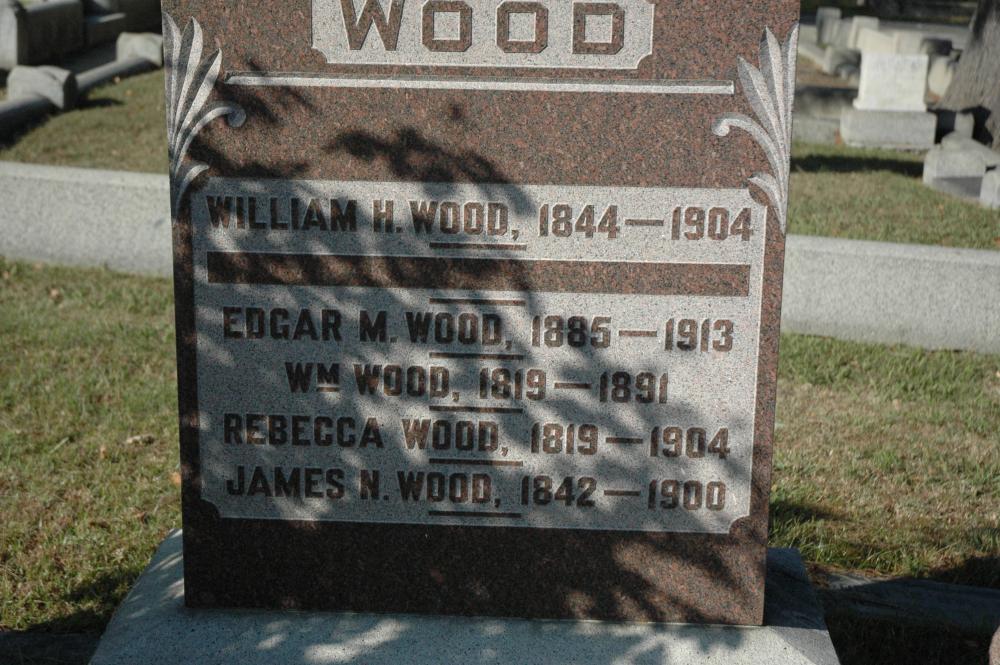 WOOD
WILLIAM H. WOOD, 1844—1904
EDGAR M. WOOD, 1885—1913
WM WOOD, 1819—1891
REBECCA WOOD, 1819—1904
JAMES N. WOOD, 1842—1900